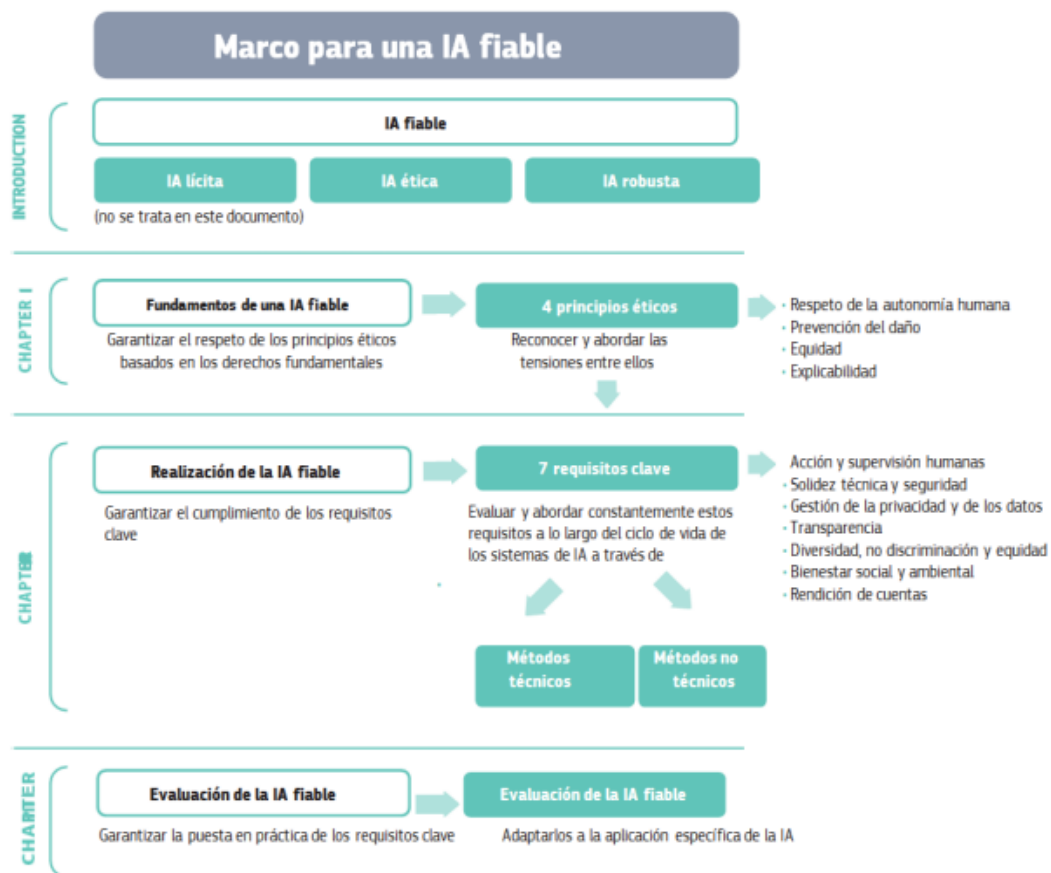 Marco para una IA fiable
INTRODUCTION
IA fiable
IA lícita
IA ética
IA robusta
(no se trata en este documento)
CHAPTER I
Fundamentos de una IA fiable
Garantizar el respeto de los principios éticos
basados en los derechos fundamentales
4 principios éticos
Reconocer y abordar las
tensiones entre ellos
· Respeto de la autonomía humana
· Prevención del daño
· Equidad
· Explicabilidad
Realización de la IA fiable
Garantizar el cumplimiento de los requisitos
clave
7 requisitos clave
Evaluar y abordar constantemente estos
requisitos a lo largo del ciclo de vida de
los sistemas de IA a través de
Acción y supervisión humanas
· Solidez técnica y seguridad
· Gestión de la privacidad y de los datos
· Transparencia
· Diversidad, no discriminación y equidad
· Bienestar social y ambiental
· Rendición de cuentas
Métodos
técnicos
Métodos no
técnicos
Evaluación de la IA fiable
Garantizar la puesta en práctica de los requisitos clave
Evaluación de la IA fiable
Adaptarlos a la aplicación específica de la IA